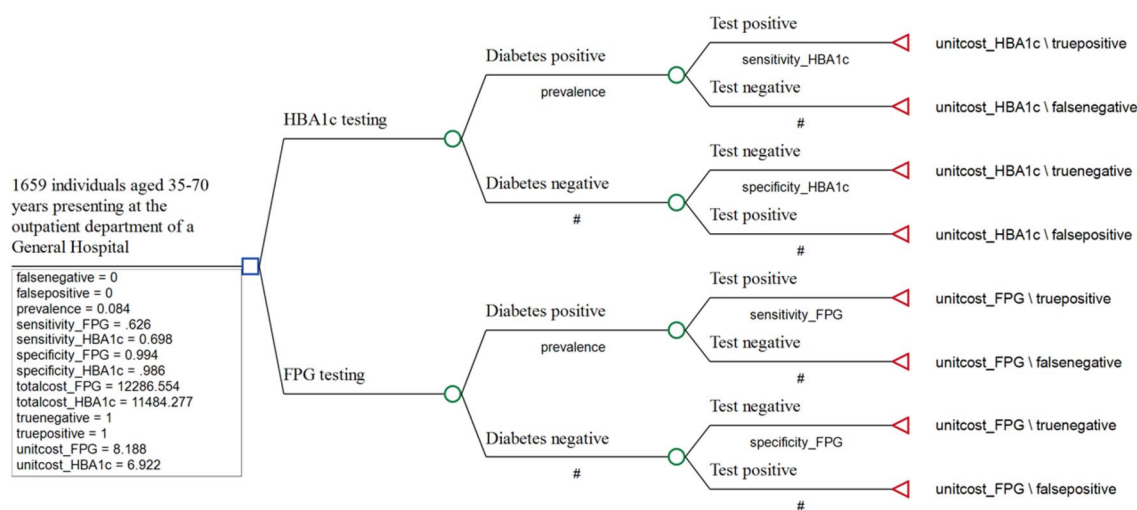 1659 individuals aged 35-70
years presenting at the
outpatient department of a
General Hospital
falsenegative = 0
falsepositive = 0
prevalence = 0.084
sensitivity_FPG = .626
sensitivity_HBA1c = 0.698
specificity_FPG = 0.994
specificity_HBA1c = .986
totalcost_FPG = 12286.554
totalcost_HBA1c = 11484.277
truenegative = 1
truepositive = 1
unitcost_FPG = 8.188
unitcost_HBA1c = 6.922
HBA1c testing
Diabetes positive
prevalence
Test positive
sensitivity_HBA1c
unitcost_HBA1c \ truepositive
Test negative
#
unitcost_HBA1c \ falsenegative
Diabetes negative
#
Test negative
specificity_HBA1c
unitcost_HBA1c \ truenegative
Test positive
#
unitcost_HBA1c \ falsepositive
FPG testing
Diabetes positive
prevalence
Test positive
sensitivity_FPG
unitcost_FPG \ truepositive
Test negative
#
unitcost_FPG \ falsenegative
Diabetes negative
#
Test negative
specificity_FPG
unitcost_FPG \ truenegative
Test positive
#
unitcost_FPG \ falsepositive